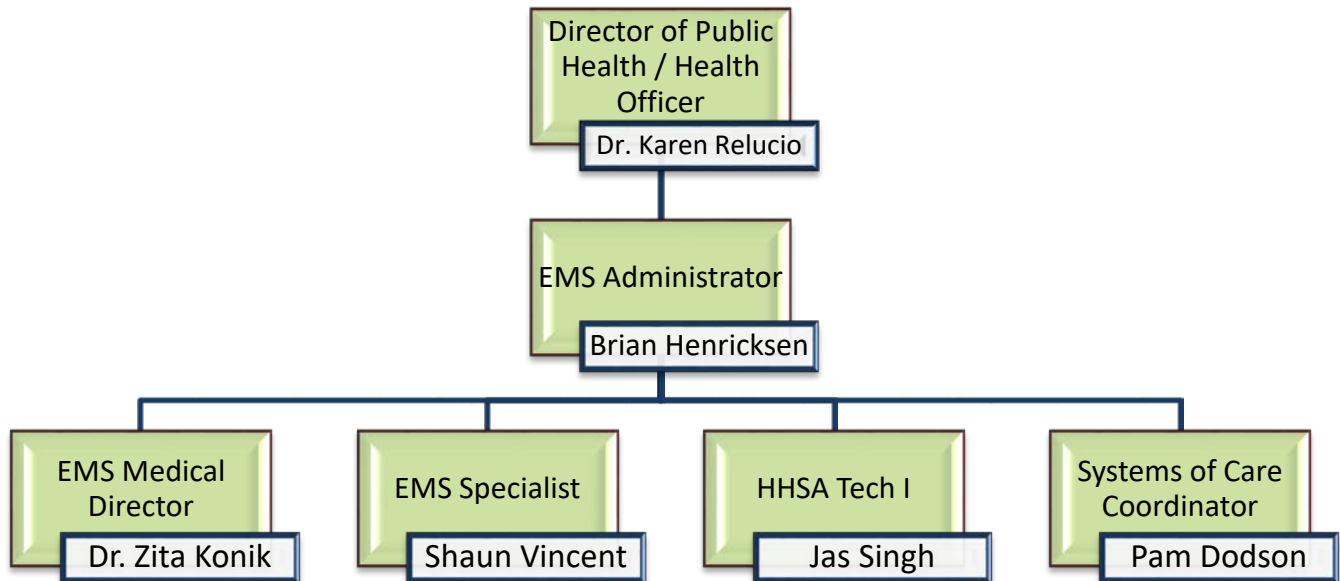 Director of Public
Health / Health
Officer
Dr. Karen Relucio
EMS Administrator
Brian Henricksen
EMS Medical
Director
Dr. Zita Konik
EMS Specialist
Shaun Vincent
HHSA Tech I
Jas Singh
Systems of Care
Coordinator
Pam Dodson